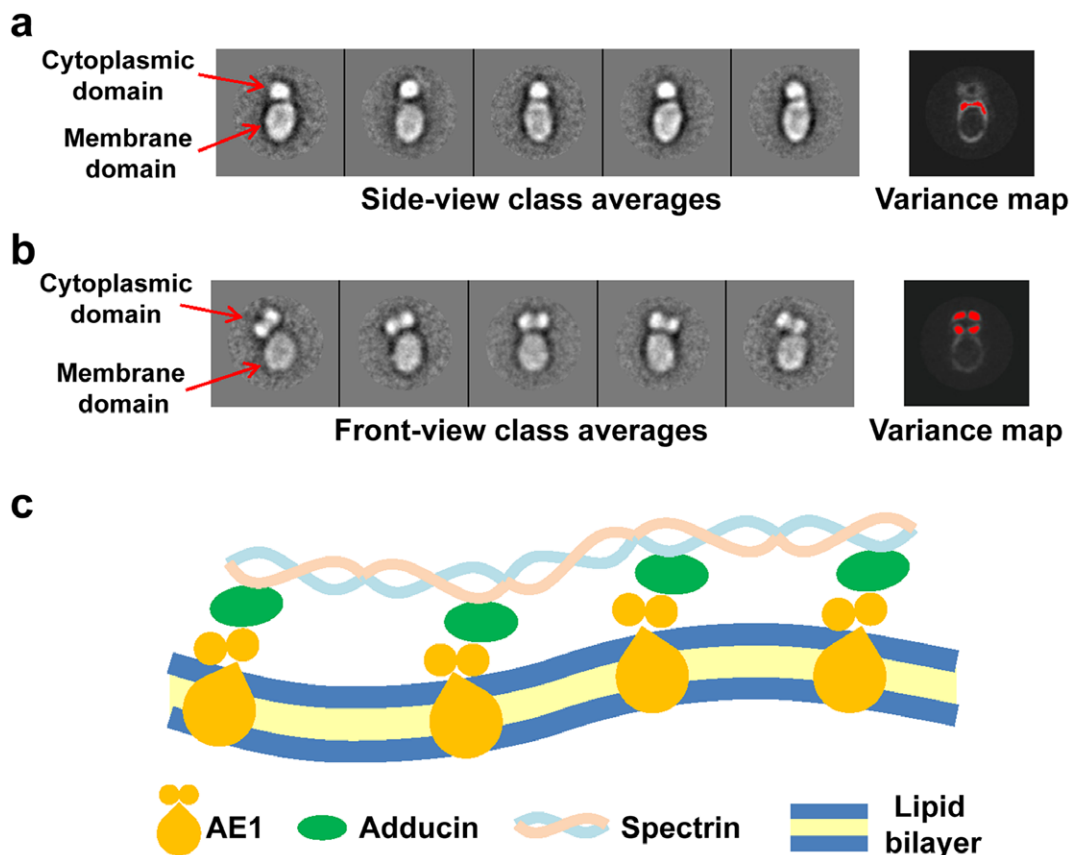 a
Cytoplasmic
domain
Membrane
domain
Side-view class averages
Variance map
b
Cytoplasmic
domain
Membrane
domain
Front-view class averages
Variance map
c
AE1
Adducin
Spectrin
Lipid
bilayer